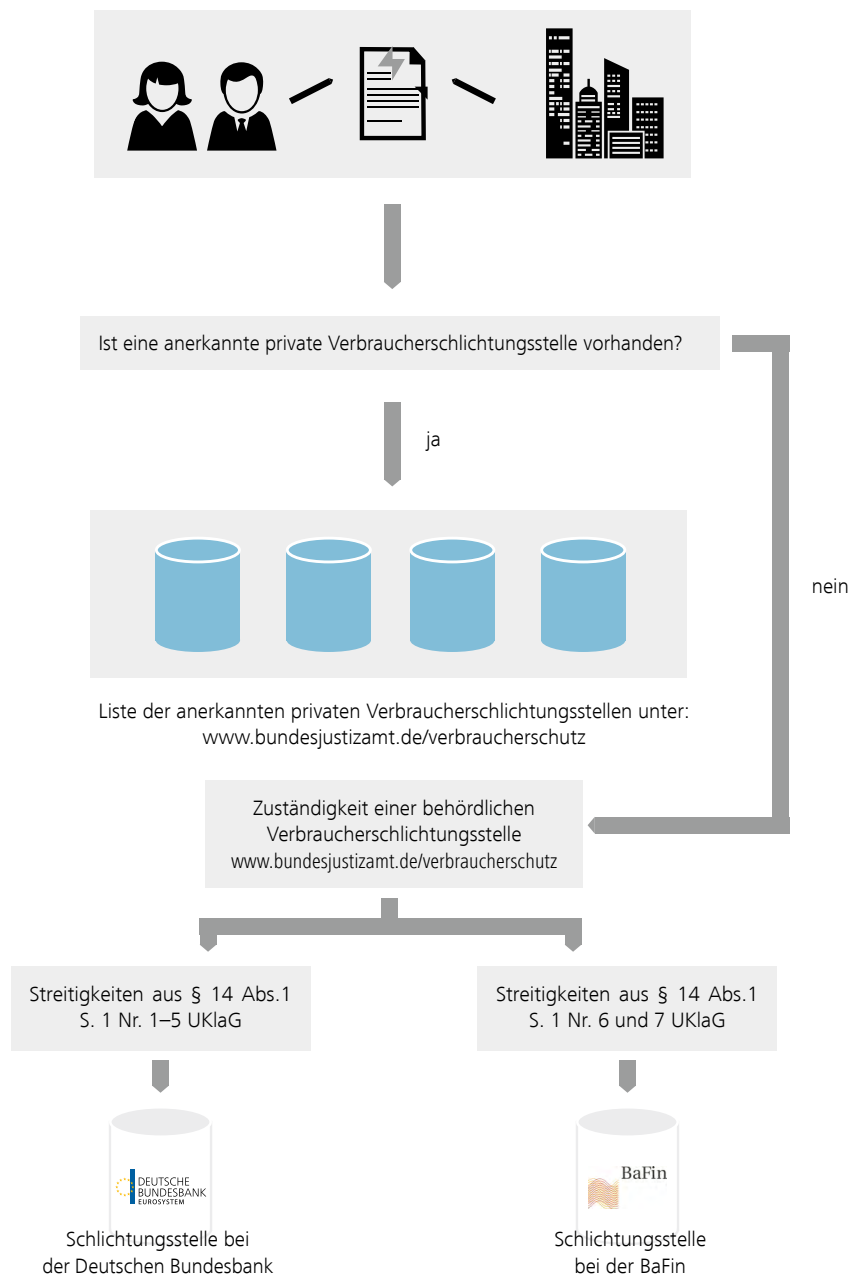 Ist eine anerkannte private Verbraucherschlichtungsstelle vorhanden?
ja
nein
Liste der anerkannten privaten Verbraucherschlichtungsstellen unter:
www.bundesjustizamt.de/verbraucherschutz
Zuständigkeit einer behördlichen
Verbraucherschlichtungsstelle
www.bundesjustizamt.de/verbraucherschutz
Streitigkeiten aus § 14 Abs.1
S. 1 Nr. 1–5 UKlaG
Streitigkeiten aus § 14 Abs.1
S. 1 Nr. 6 und 7 UKlaG
DEUTSCHE
BUNDESBANK
EUROSYSTEM
BaFin
Schlichtungsstelle bei
der Deutschen Bundesbank
Schlichtungsstelle
bei der BaFin